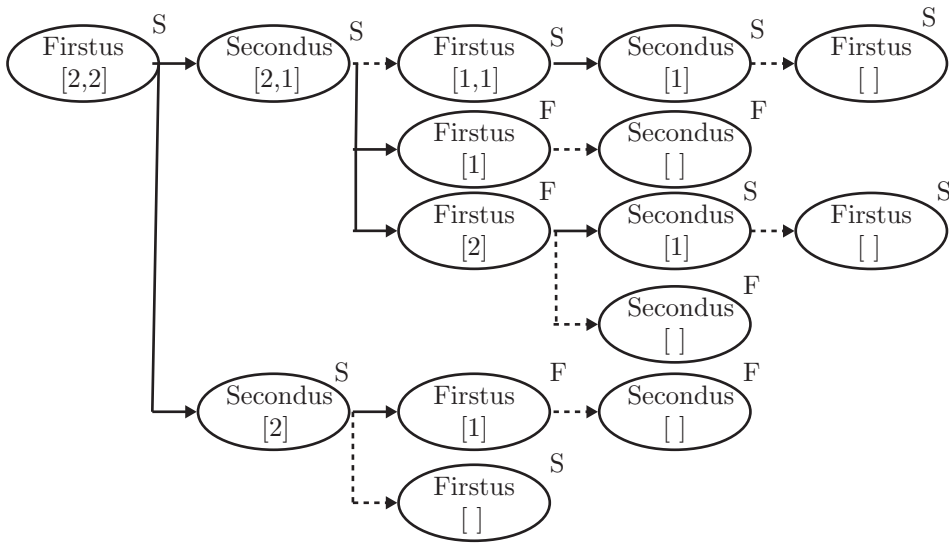 S S S S S
Firstus Secondus Firstus Secondus Firstus
[2,2] [2,1] [1,1] [1] [ ]
F F
Firstus Secondus
[1] [ ]
F S S
Firstus Secondus Firstus
[2] [1] [ ]
F
Secondus
[ ]
S F F
Secondus Firstus Secondus
[2] [1] [ ]
S
Firstus
[ ]